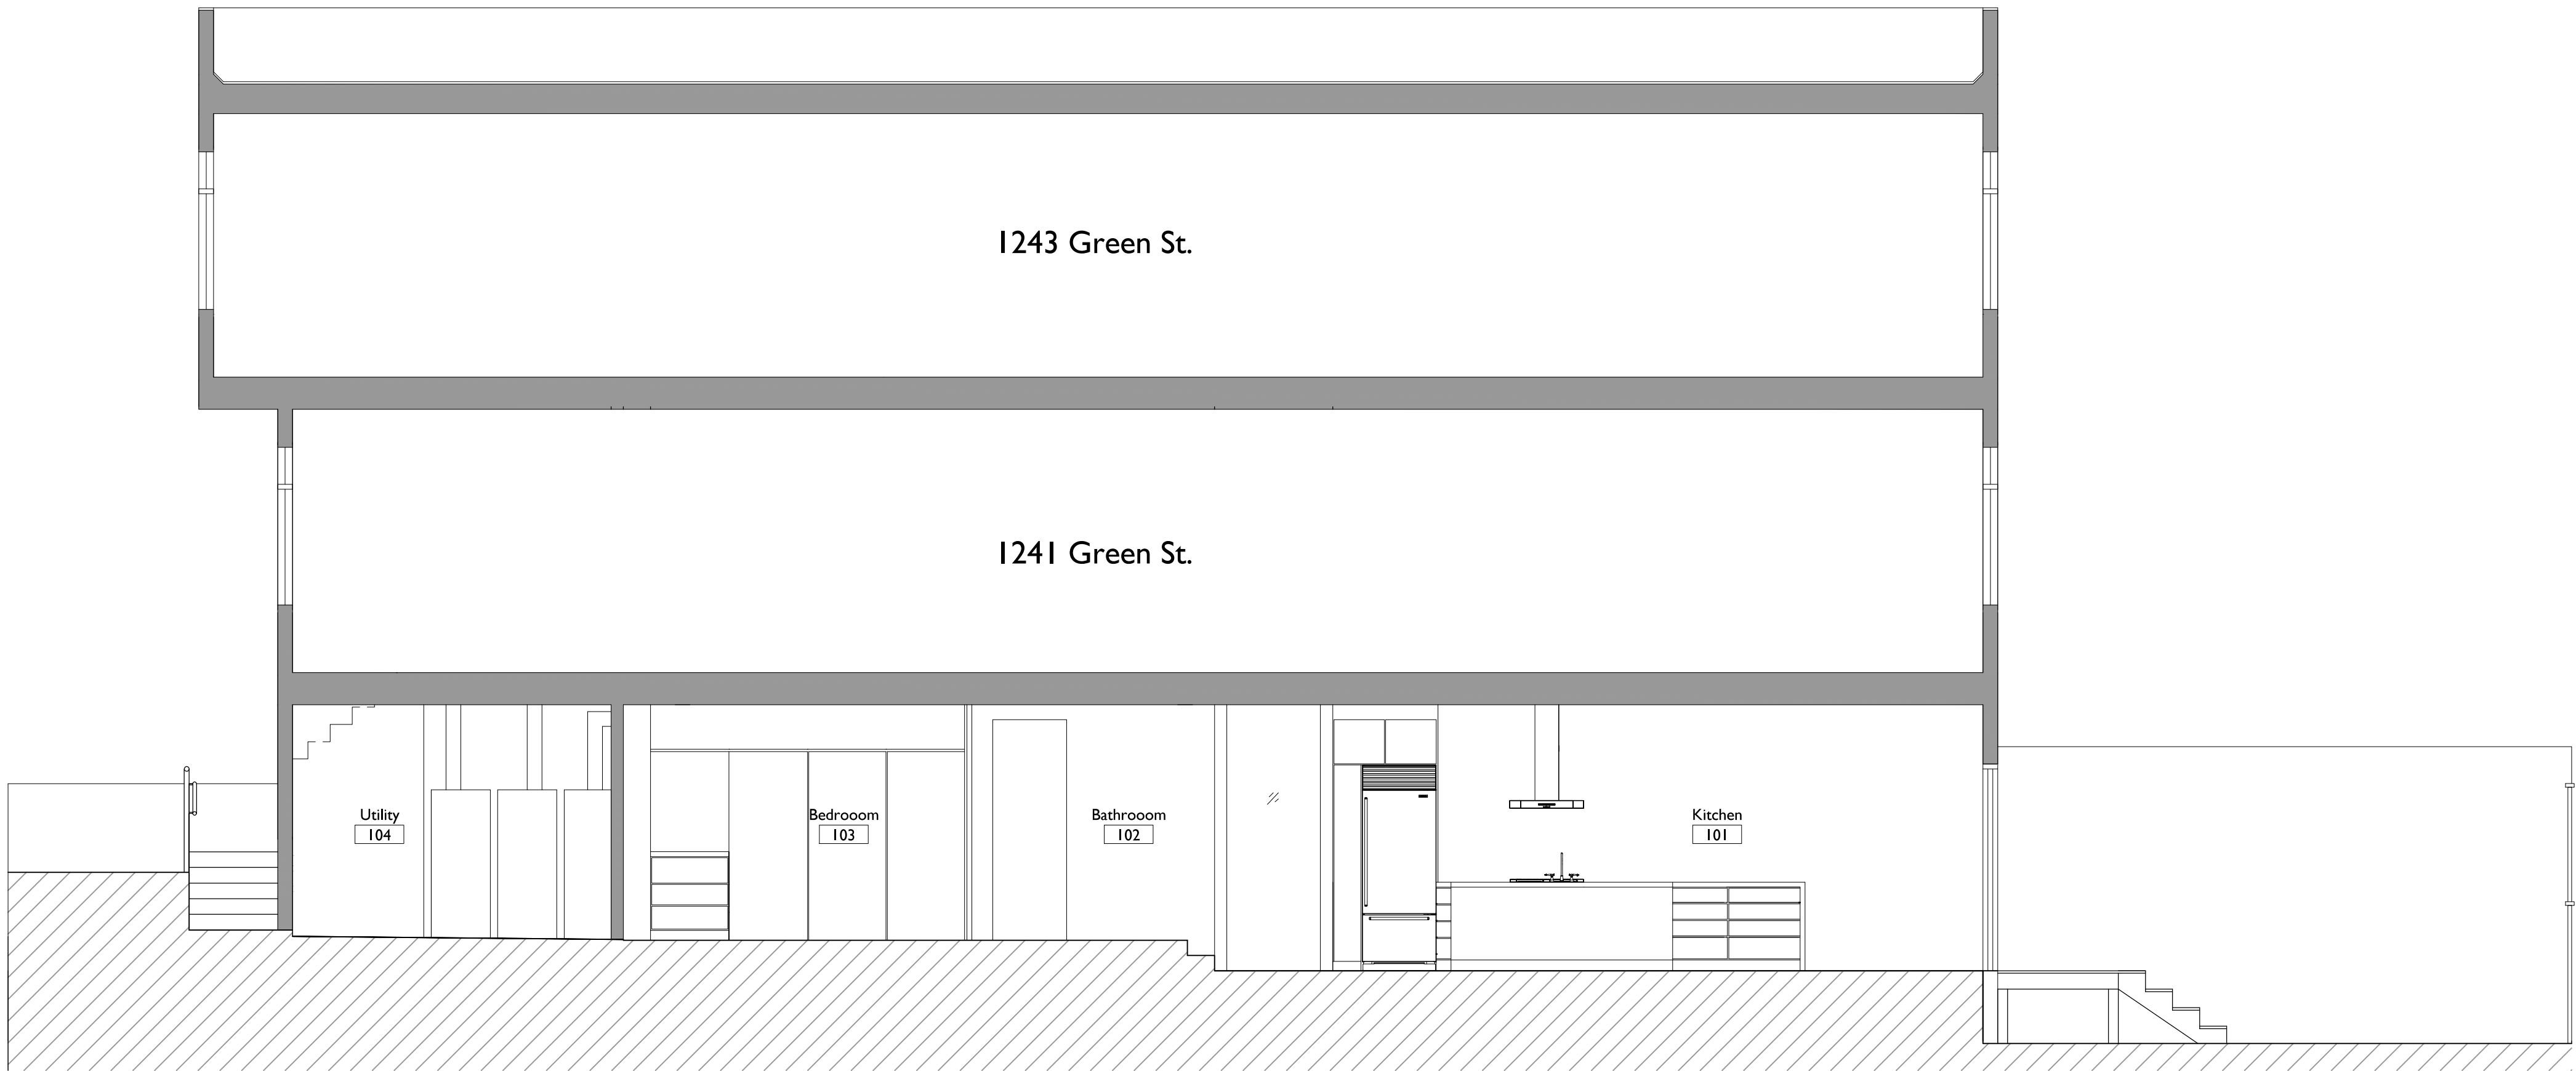 1243 Green St.
1241 Green St.
Utility
104
Bedrooom
103
Bathrooom
102
Kitchen
101